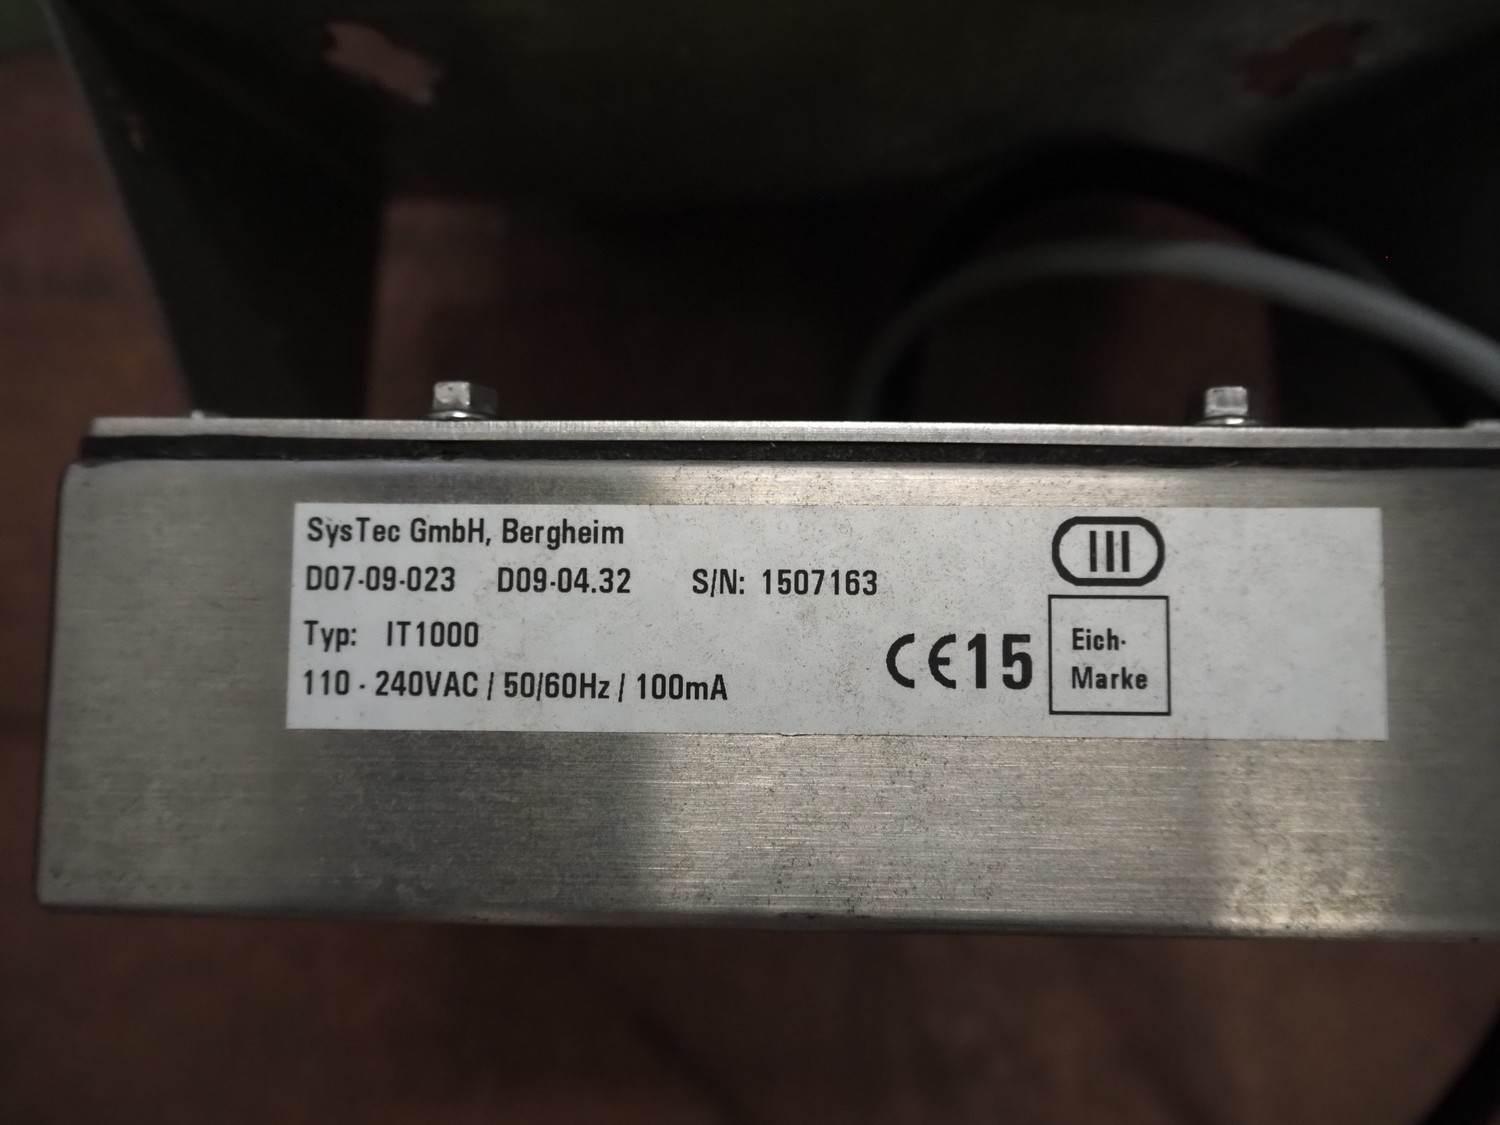 SysTec GmbH, Bergheim
D07-09-023 D09-04.32 S/N: 1507163
III
Typ: IT1000
CE15
Eich-
Marke
110 - 240VAC / 50/60Hz / 100mA